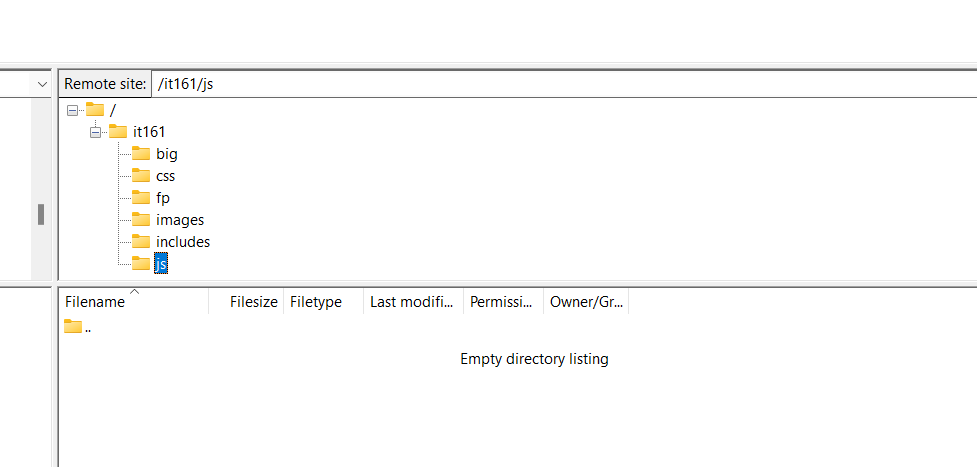 Remote site: /it161/js
/
it161
big
css
fp
images
includes
js
Filename Filesize Filetype Last modifi... Permissi... Owner/Gr...
..
Empty directory listing